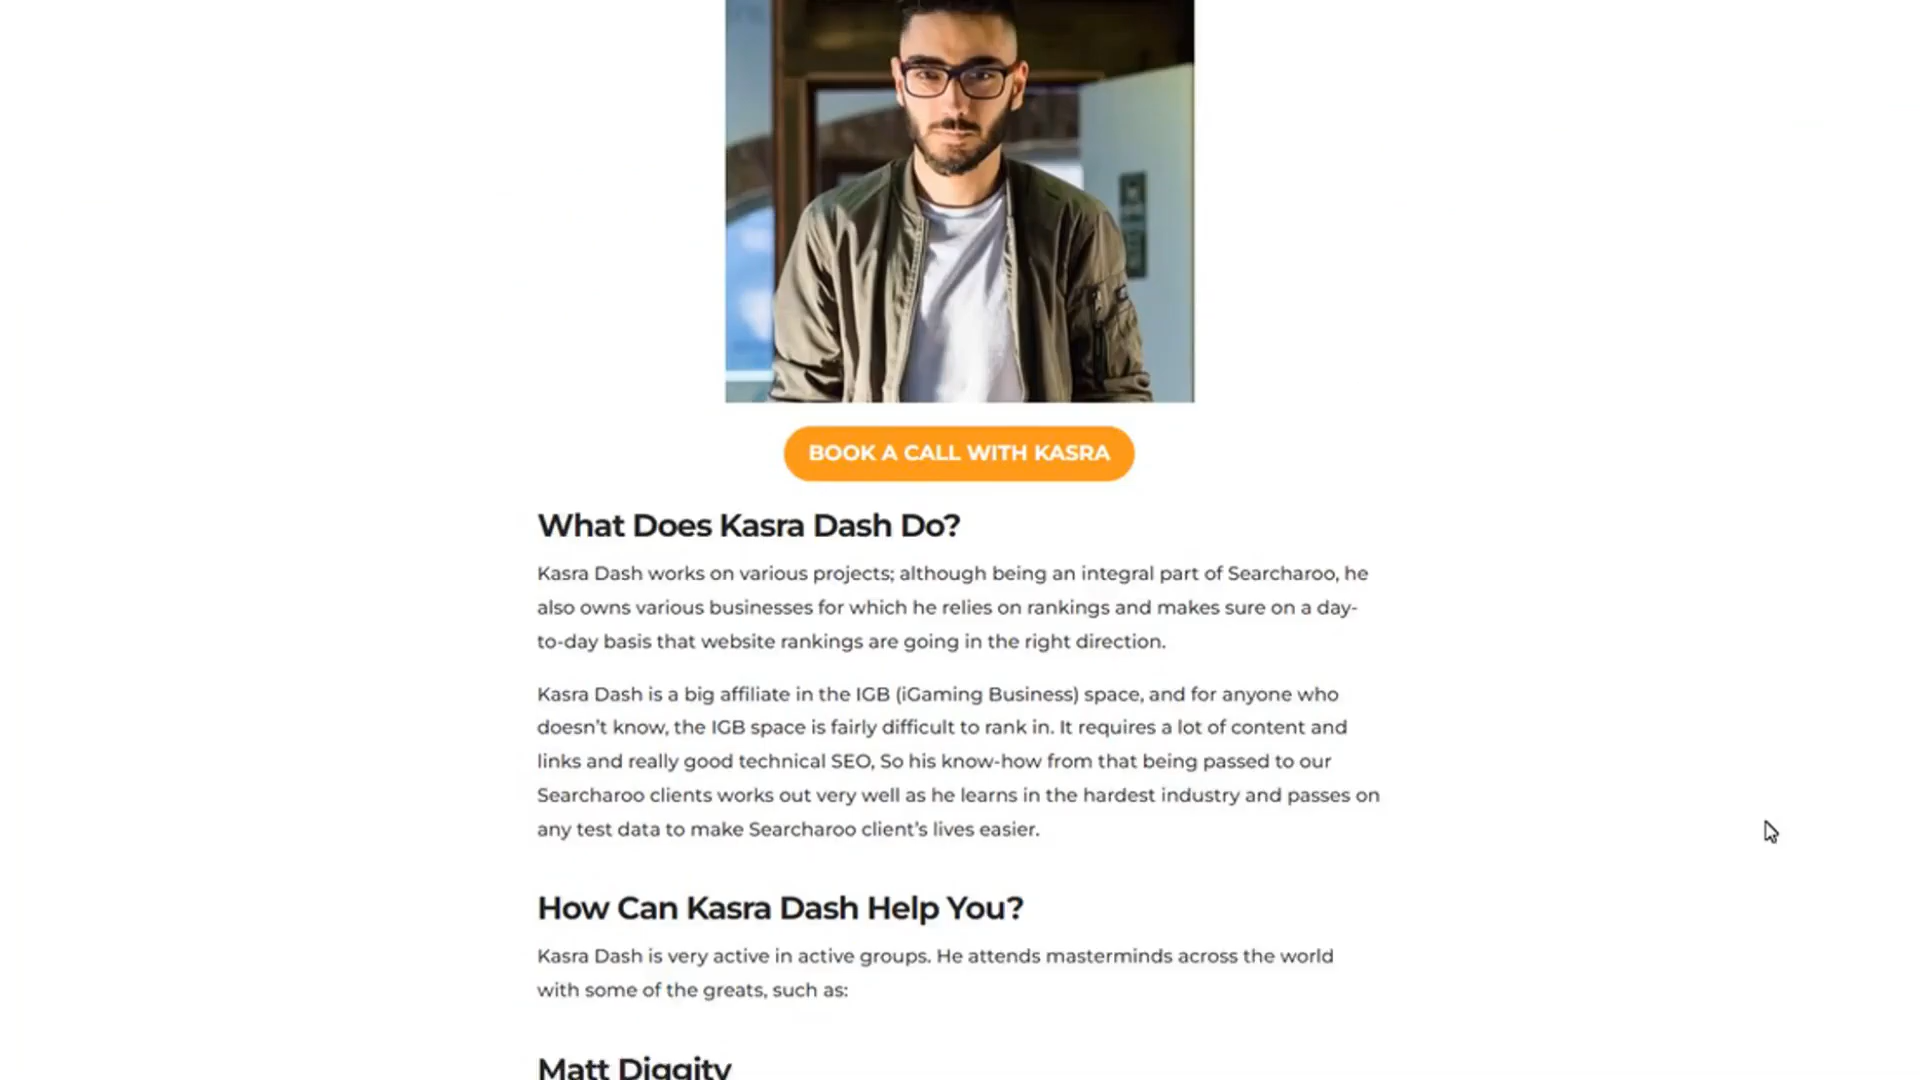 BOOK A CALL WITH KASRA
What Does Kasra Dash Do?
Kasra Dash works on various projects; although being an integral part of Searcharoo, he
also owns various businesses for which he relies on rankings and makes sure on a day-
to-day basis that website rankings are going in the right direction.
Kasra Dash is a big affiliate in the IGB (iGaming Business) space, and for anyone who
doesn't know, the IGB space is fairly difficult to rank in. It requires a lot of content and
links and really good technical SEO, So his know-how from that being passed to our
Searcharoo clients works out very well as he learns in the hardest industry and passes on
any test data to make Searcharoo client's lives easier.
How Can Kasra Dash Help You?
Kasra Dash is very active in active groups. He attends masterminds across the world
with some of the greats, such as:
Matt Diggity